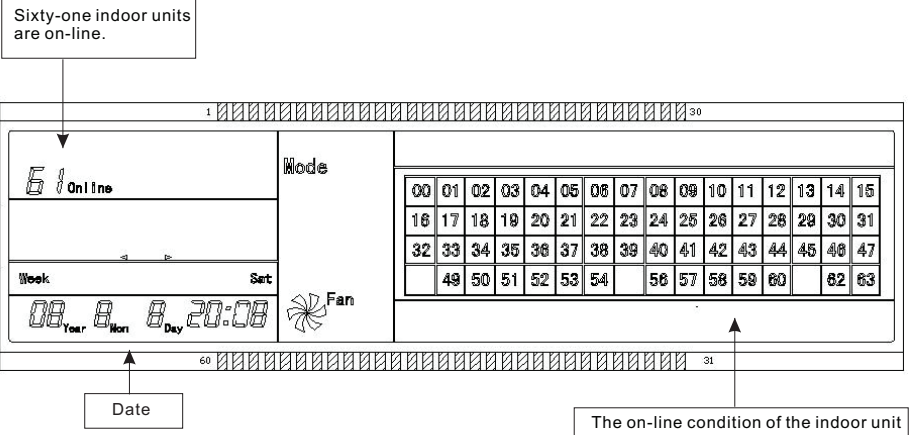 Sixty-one indoor units
are on-line.
1 30
61 Online
Mode
00 01 02 03 04 05 06 07 08 09 10 11 12 13 14 15
16 17 18 19 20 21 22 23 24 25 26 27 28 29 30 31
32 33 34 35 36 37 38 39 40 41 42 43 44 45 46 47
49 50 51 52 53 54 56 57 58 59 60 62 63
Week Sat
08 Year 8 Mon 8 Day 20:08
Fan
60 31
Date
The on-line condition of the indoor unit